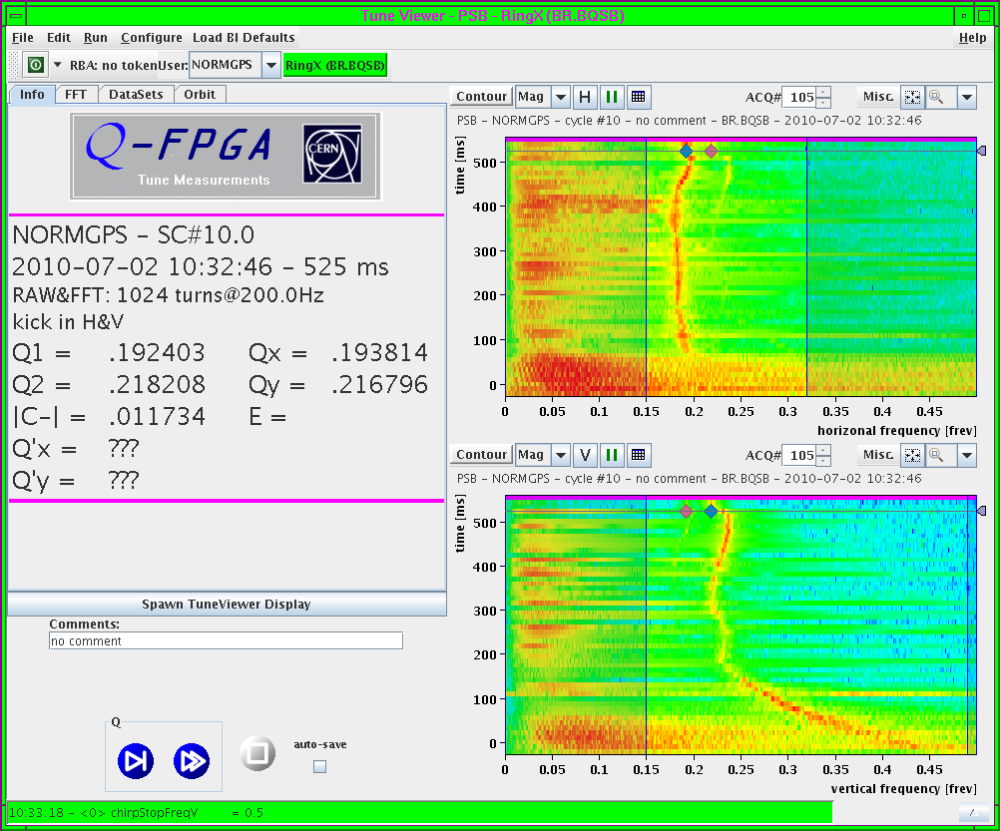 Tune Viewer - PSB - RingX (BR.BQSB)
File Edit Run Configure Load BI Defaults Help
RBA: no token User: NORMGPS RingX (BR.BQSB)
Info FFT DataSets Orbit
Q-FPGA
Tune Measurements
CERN
NORMGPS - SC#10.0
2010-07-02 10:32:46 - 525 ms
RAW&FFT: 1024 turns@200.0Hz
kick in H&V
Q1 = .192403 Qx = .193814
Q2 = .218208 Qy = .216796
|C-| = .011734 E =
Q'x = ???
Q'y = ???
Spawn TuneViewer Display
Comments:
no comment
Q
auto-save
Contour Mag H ACQ# 105 Misc.
PSB - NORMGPS - cycle #10 - no comment - BR.BQSB - 2010-07-02 10:32:46
time [ms]
500
400
300
200
100
0
0 0.05 0.1 0.15 0.2 0.25 0.3 0.35 0.4 0.45
horizonal frequency [frev]
Contour Mag V ACQ# 105 Misc.
PSB - NORMGPS - cycle #10 - no comment - BR.BQSB - 2010-07-02 10:32:46
time [ms]
500
400
300
200
100
0
0 0.05 0.1 0.15 0.2 0.25 0.3 0.35 0.4 0.45
vertical frequency [frev]
10:33:18 - <0> chirpStopFreqV = 0.5